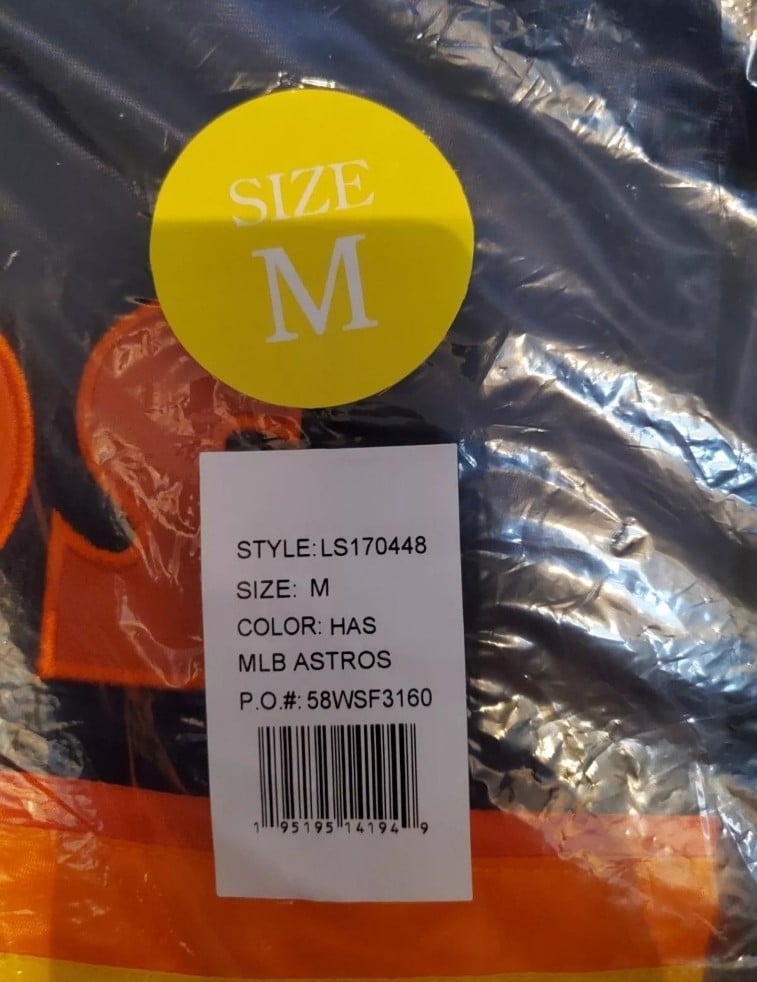 SIZE
M
STYLE: LS170448
SIZE: M
COLOR: HAS
MLB ASTROS
P.O.#: 58WSF3160
1 95195 14194 9